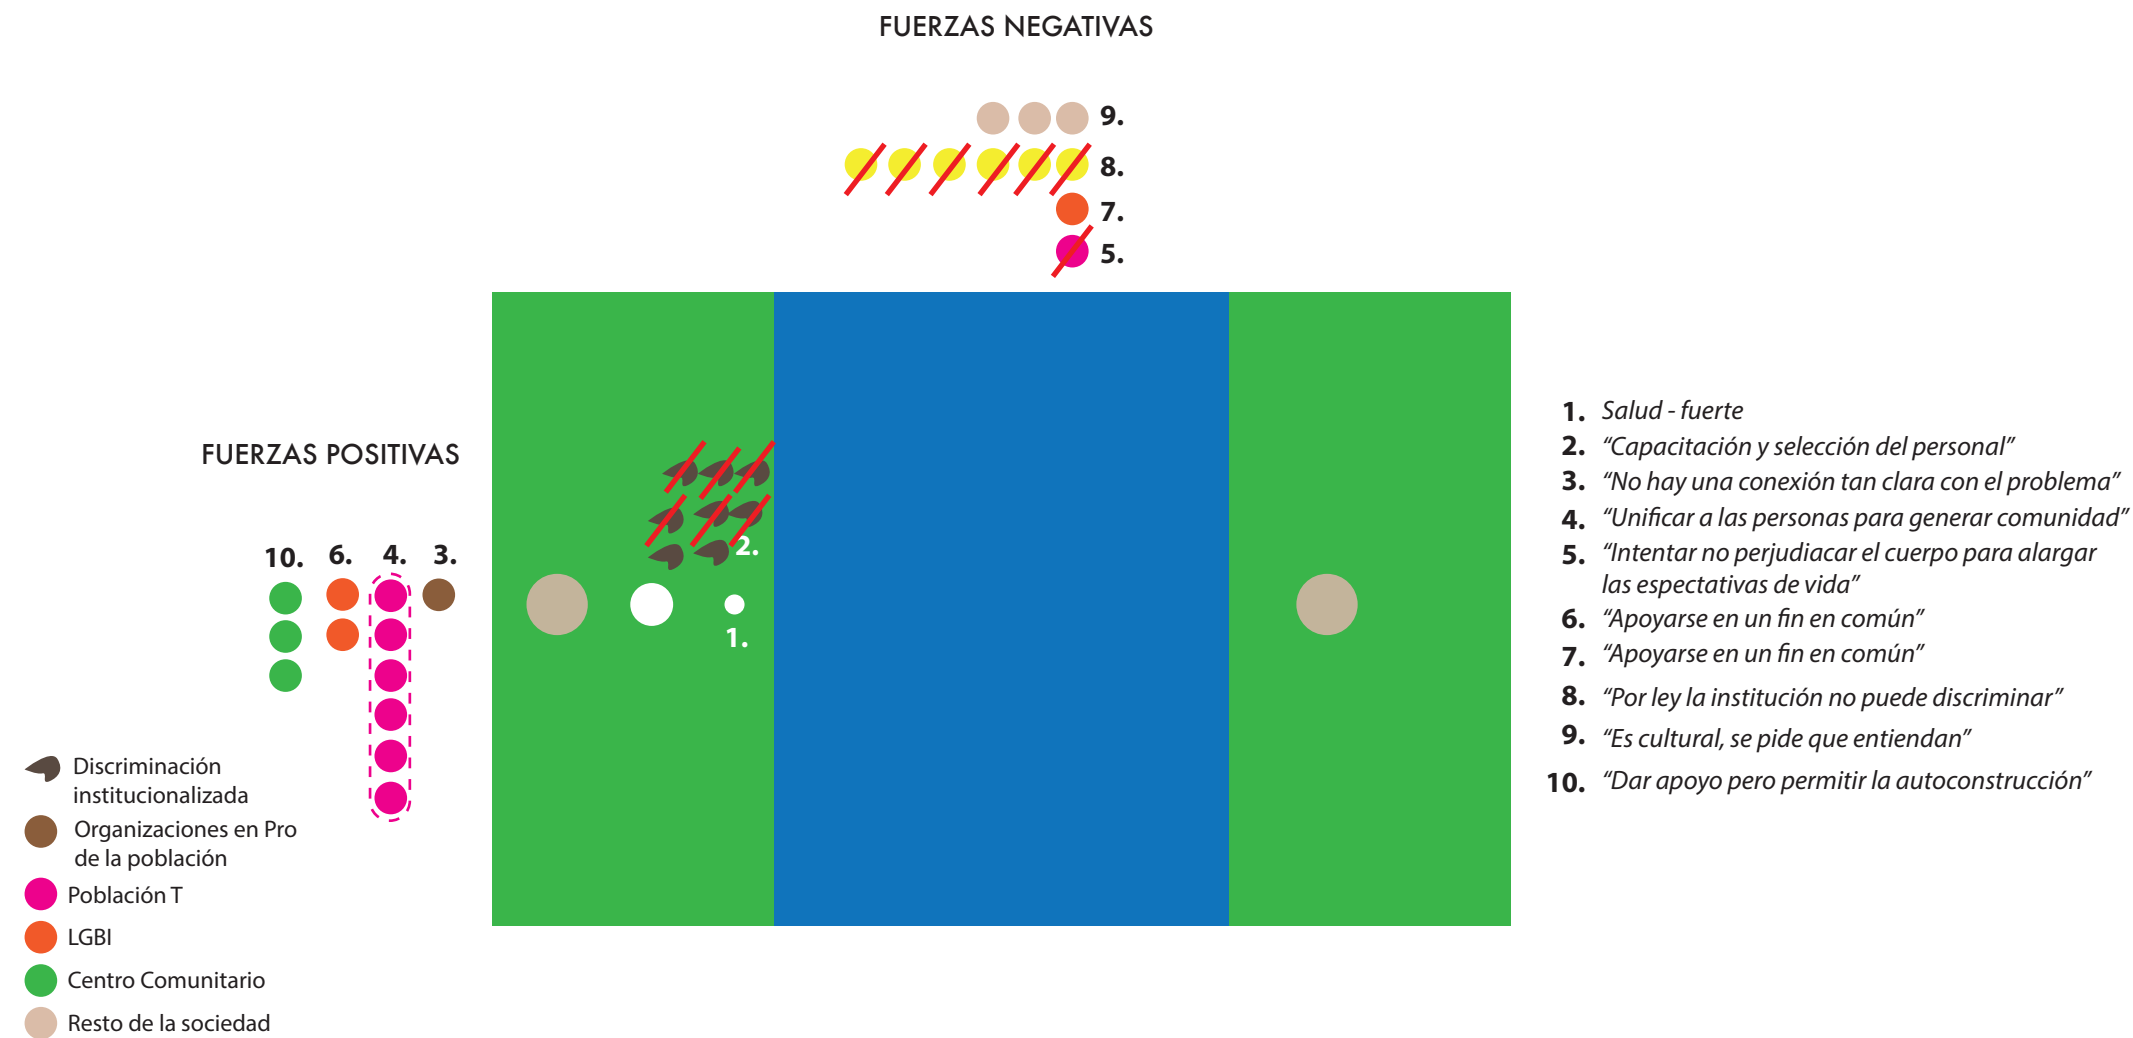 FUERZAS NEGATIVAS
9.
8.
7.
5.
FUERZAS POSITIVAS
10. 6. 4. 3.
2.
1.
Discriminación
institucionalizada
Organizaciones en Pro
de la población
Población T
LGBI
Centro Comunitario
Resto de la sociedad
1. Salud - fuerte
2. “Capacitación y selección del personal”
3. “No hay una conexión tan clara con el problema”
4. “Unificar a las personas para generar comunidad”
5. “Intentar no perjudiacar el cuerpo para alargar
las espectativas de vida”
6. “Apoyarse en un fin en común”
7. “Apoyarse en un fin en común”
8. “Por ley la institución no puede discriminar”
9. “Es cultural, se pide que entiendan”
10. “Dar apoyo pero permitir la autoconstrucción”